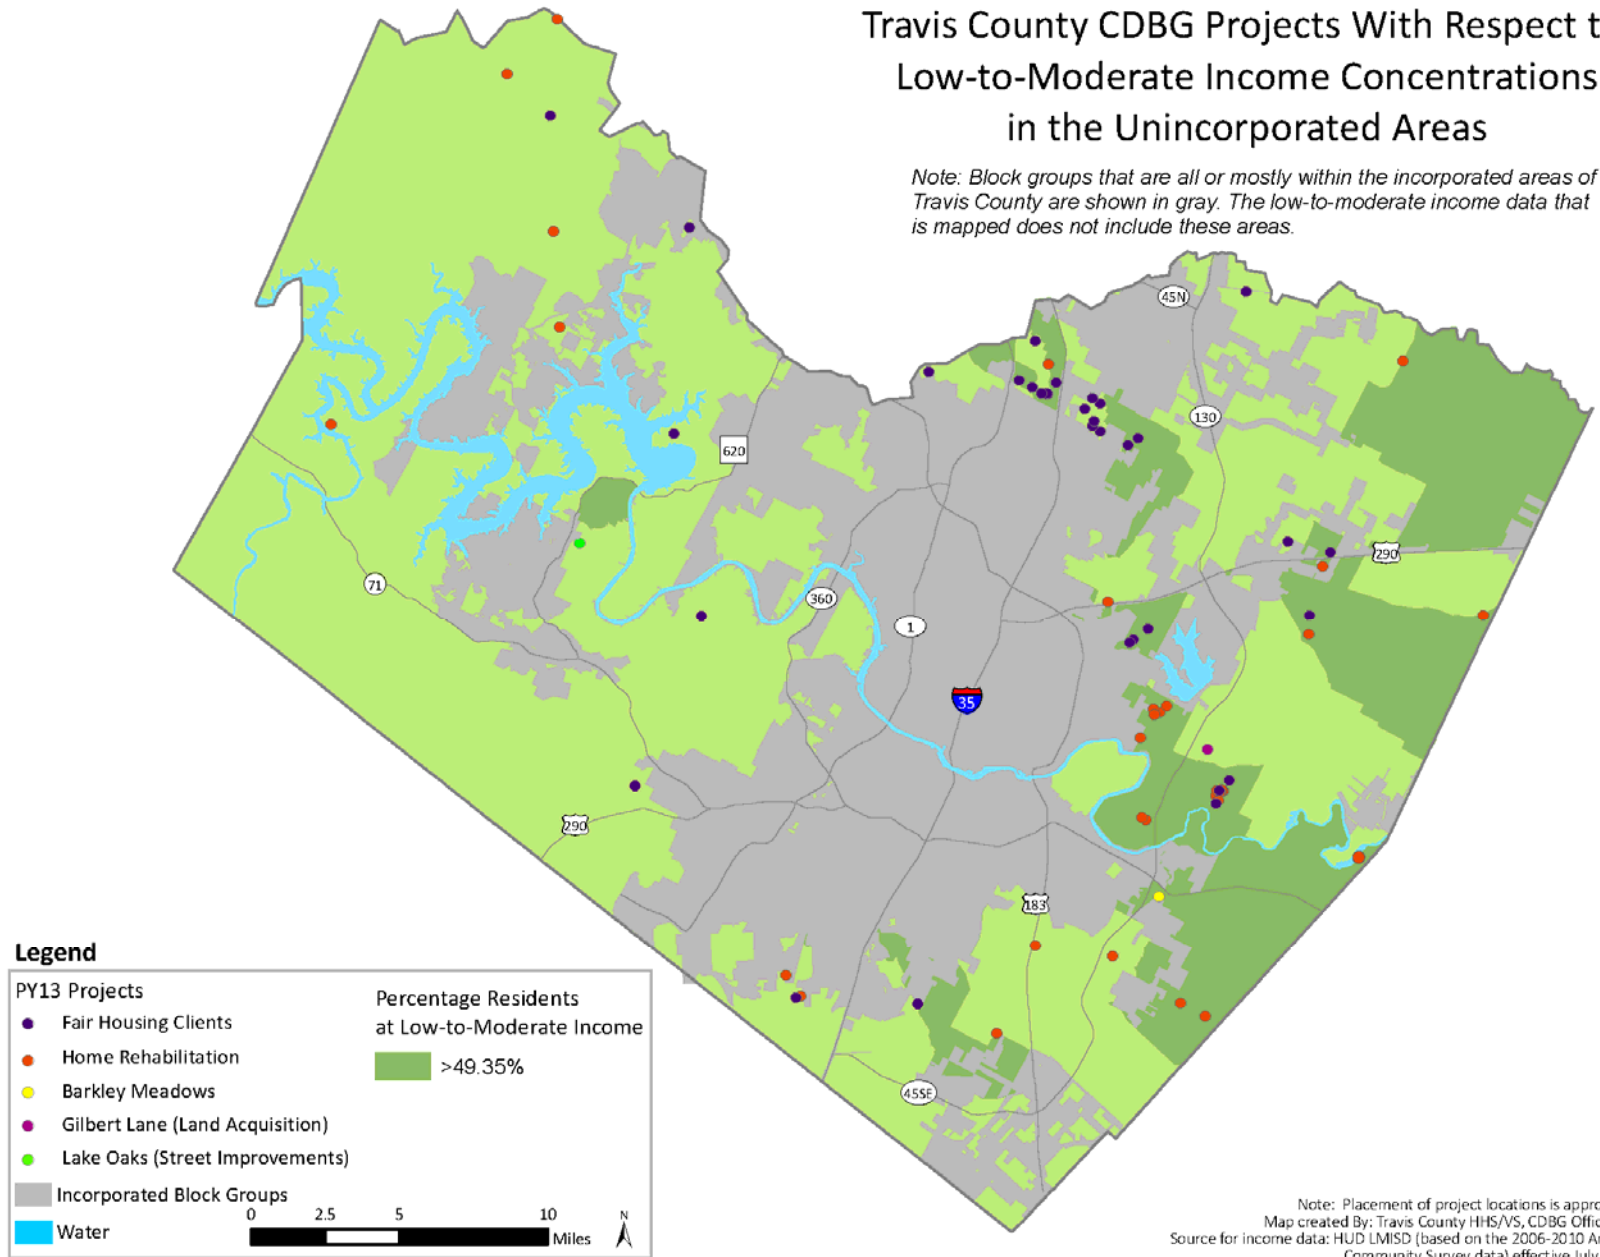 Travis County CDBG Projects With Respect t
Low-to-Moderate Income Concentrations
in the Unincorporated Areas
Note: Block groups that are all or mostly within the incorporated areas of
Travis County are shown in gray. The low-to-moderate income data that
is mapped does not include these areas.
45N
130
620
290
71
360
1
35
290
183
45SE
Legend
PY13 Projects
Fair Housing Clients
Home Rehabilitation
Barkley Meadows
Gilbert Lane (Land Acquisition)
Lake Oaks (Street Improvements)
Incorporated Block Groups
Water
Percentage Residents
at Low-to-Moderate Income
>49.35%
0 2.5 5 10
Miles
N
Note: Placement of project locations is appro
Map created By: Travis County HHS/VS, CDBG Offic
Source for income data: HUD LMISD (based on the 2006-2010 A
Community Survey data) effective July